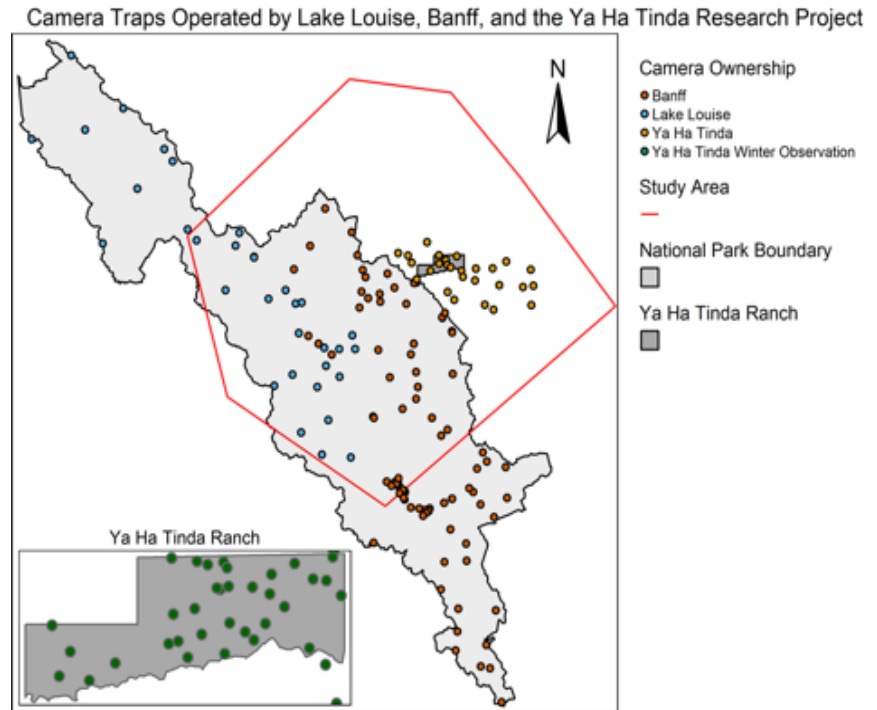 Camera Traps Operated by Lake Louise, Banff, and the Ya Ha Tinda Research Project
N
Camera Ownership
Banff
Lake Louise
Ya Ha Tinda
Ya Ha Tinda Winter Observation
Study Area
National Park Boundary
Ya Ha Tinda Ranch
Ya Ha Tinda Ranch